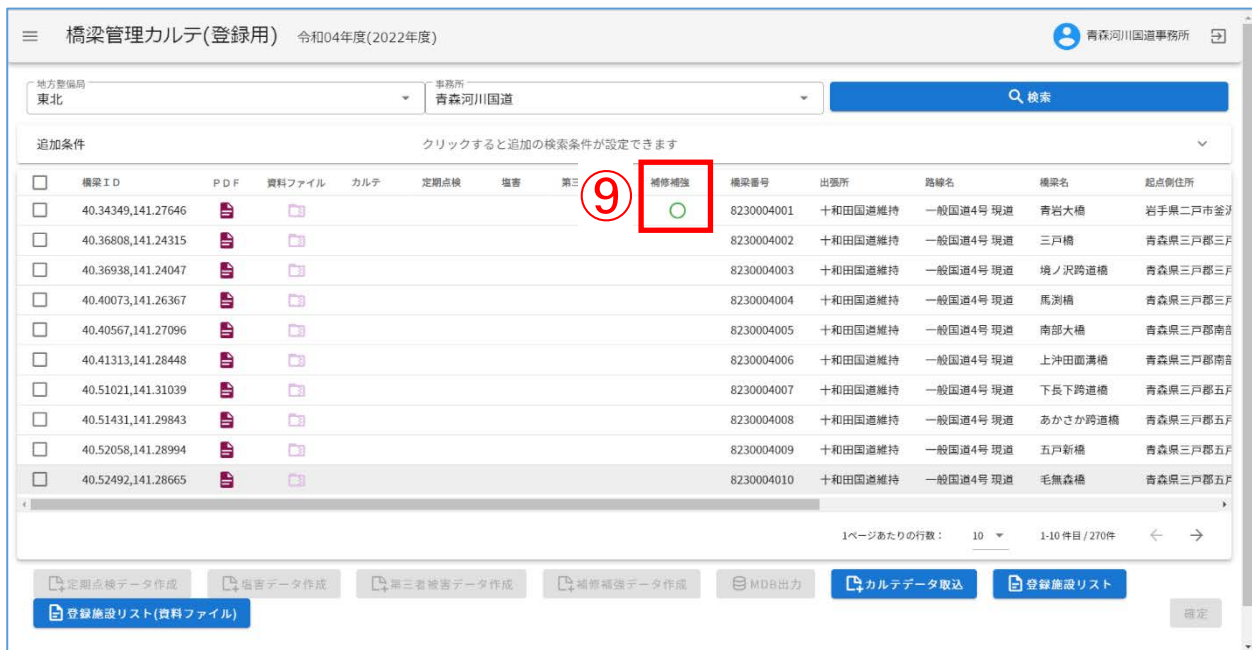 橋梁管理カルテ(登録用) 令和04年度(2022年度) 青森河川国道事務所
地方整備局 事務所
東北 青森河川国道 検索
追加条件 クリックすると追加の検索条件が設定できます
橋梁ID PDF 資料ファイル カルテ 定期点検 塩害 第三 ⑨ 補修補強 橋梁番号 出張所 路線名 橋梁名 起点側住所
40.34349,141.27646 ○ 8230004001 十和田国道維持 一般国道4号 現道 青岩大橋 岩手県二戸市釜沢
40.36808,141.24315 8230004002 十和田国道維持 一般国道4号 現道 三戸橋 青森県三戸郡三戸
40.36938,141.24047 8230004003 十和田国道維持 一般国道4号 現道 境ノ沢跨道橋 青森県三戸郡三戸
40.40073,141.26367 8230004004 十和田国道維持 一般国道4号 現道 馬渕橋 青森県三戸郡三戸
40.40567,141.27096 8230004005 十和田国道維持 一般国道4号 現道 南部大橋 青森県三戸郡南部
40.41313,141.28448 8230004006 十和田国道維持 一般国道4号 現道 上沖田面溝橋 青森県三戸郡南部
40.51021,141.31039 8230004007 十和田国道維持 一般国道4号 現道 下長下跨道橋 青森県三戸郡五戸
40.51431,141.29843 8230004008 十和田国道維持 一般国道4号 現道 あかさか跨道橋 青森県三戸郡五戸
40.52058,141.28994 8230004009 十和田国道維持 一般国道4号 現道 五戸新橋 青森県三戸郡五戸
40.52492,141.28665 8230004010 十和田国道維持 一般国道4号 現道 毛無森橋 青森県三戸郡五戸
1ページあたりの行数： 10 1-10 件目 / 270件
定期点検データ作成 塩害データ作成 第三者被害データ作成 補修補強データ作成 MDB出力 カルテデータ取込 登録施設リスト
登録施設リスト(資料ファイル) 確定